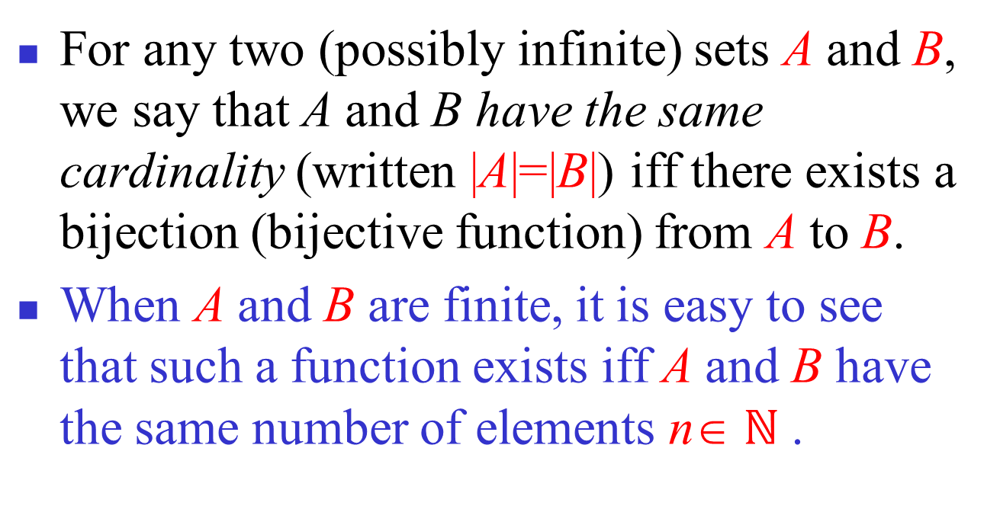 For any two (possibly infinite) sets A and B,
we say that A and B have the same
cardinality (written |A|=|B|) iff there exists a
bijection (bijective function) from A to B.
When A and B are finite, it is easy to see
that such a function exists iff A and B have
the same number of elements n∈ ℕ .